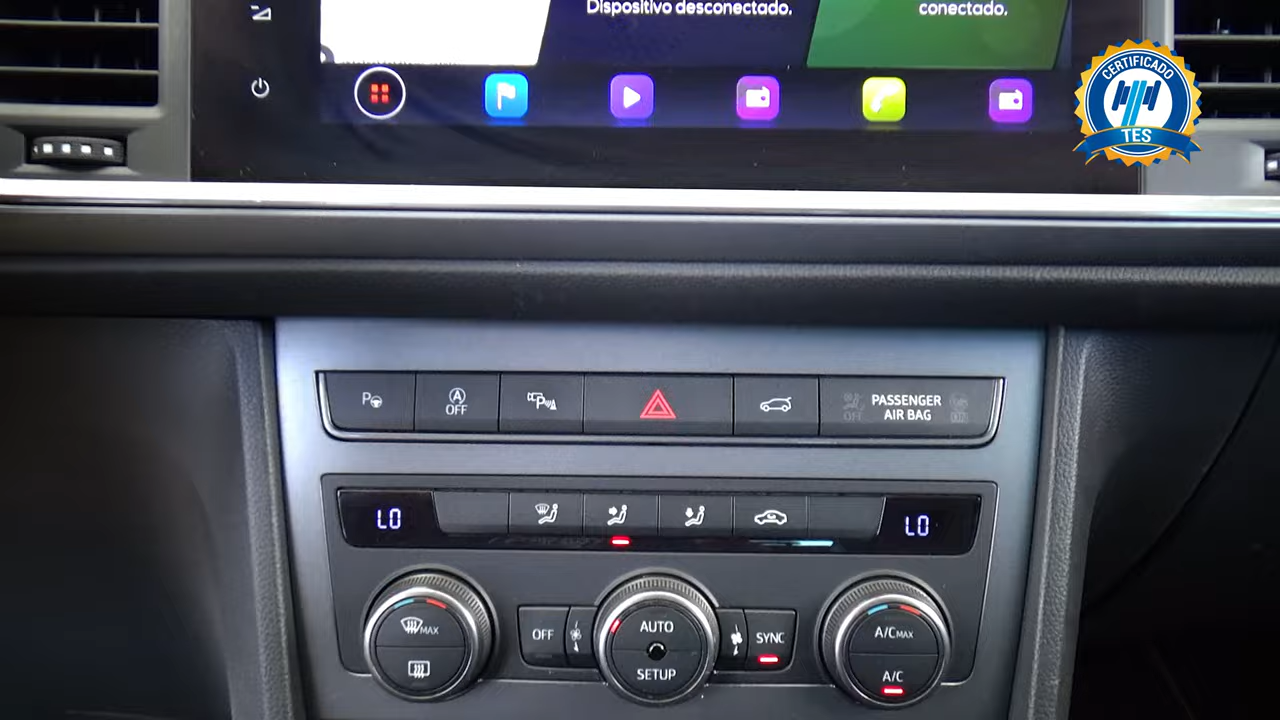 Dispositivo desconectado.
conectado.
CERTIFICADO
TES
P
A
OFF
P
OFF
PASSENGER
AIR BAG
LO
LO
MAX
OFF
AUTO
SETUP
SYNC
A/C MAX
A/C